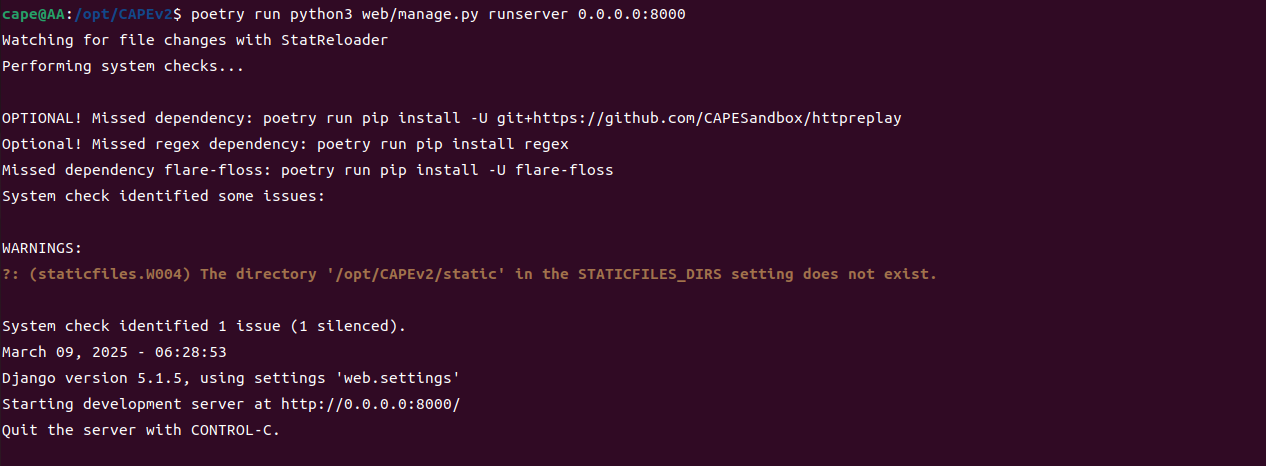 cape@AA:/opt/CAPEv2$ poetry run python3 web/manage.py runserver 0.0.0.0:8000
Watching for file changes with StatReloader
Performing system checks...
OPTIONAL! Missed dependency: poetry run pip install -U git+https://github.com/CAPESandbox/httpreplay
Optional! Missed regex dependency: poetry run pip install regex
Missed dependency flare-floss: poetry run pip install -U flare-floss
System check identified some issues:
WARNINGS:
?: (staticfiles.W004) The directory '/opt/CAPEv2/static' in the STATICFILES_DIRS setting does not exist.
System check identified 1 issue (1 silenced).
March 09, 2025 - 06:28:53
Django version 5.1.5, using settings 'web.settings'
Starting development server at http://0.0.0.0:8000/
Quit the server with CONTROL-C.